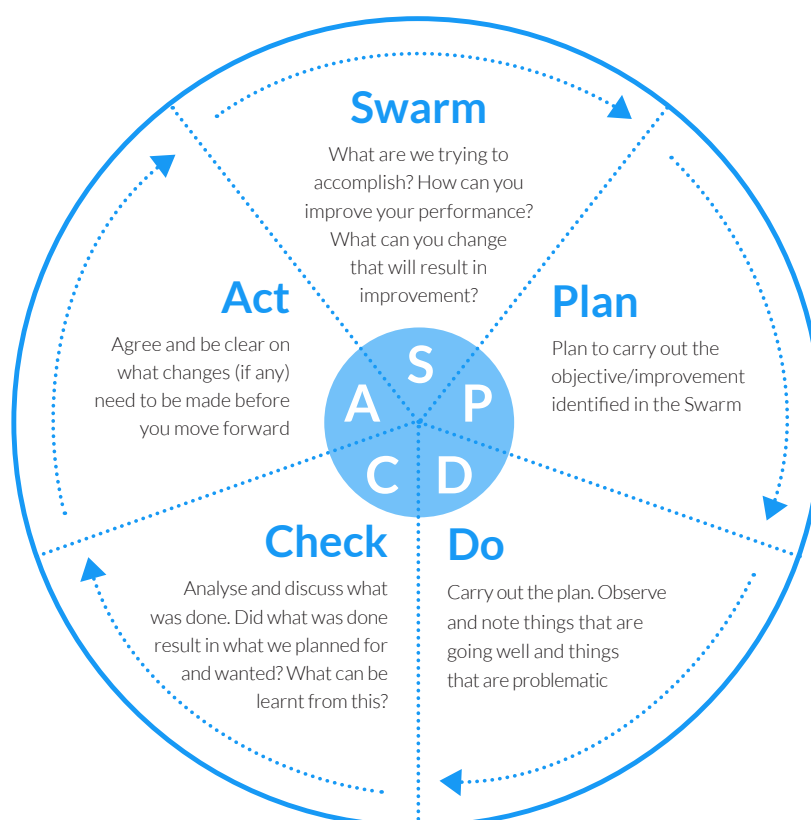 Swarm
What are we trying to
accomplish? How can you
improve your performance?
What can you change
that will result in
improvement?
Plan
Plan to carry out the
objective/improvement
identified in the Swarm
Do
Carry out the plan. Observe
and note things that are
going well and things
that are problematic
Check
Analyse and discuss what
was done. Did what was done
result in what we planned for
and wanted? What can be
learnt from this?
Act
Agree and be clear on
what changes (if any)
need to be made before
you move forward
S
P
D
C
A